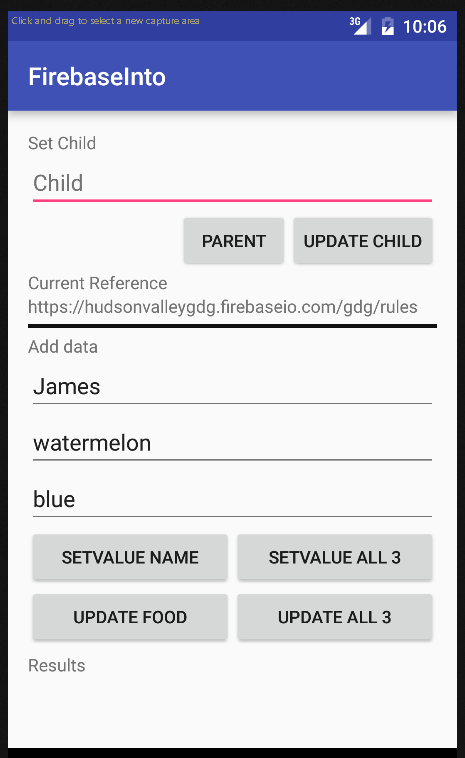 Click and drag to select a new capture area
3G 10:06
FirebaseInto
Set Child
Child
PARENT UPDATE CHILD
Current Reference
https://hudsonvalleygdg.firebaseio.com/gdg/rules
Add data
James
watermelon
blue
SETVALUE NAME SETVALUE ALL 3
UPDATE FOOD UPDATE ALL 3
Results